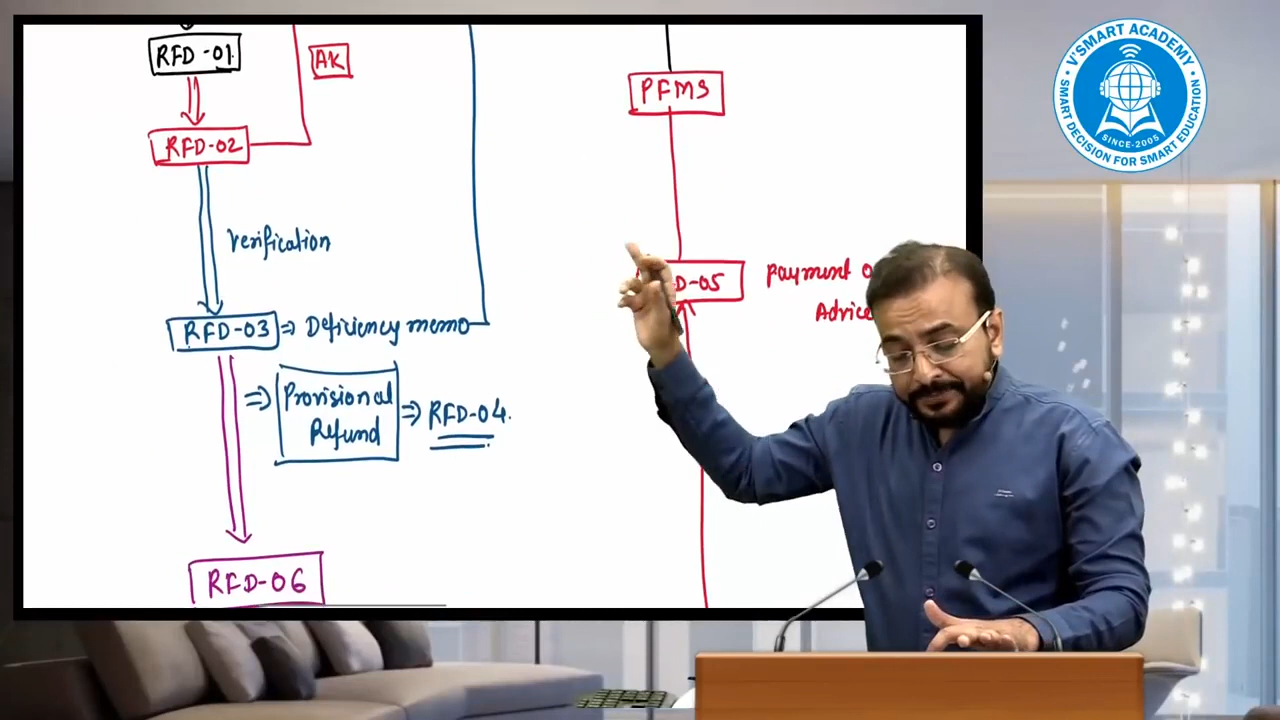 RFD-01
AK
RFD-02
Verification
RFD-03 => Deficiency memo
=> Provisional
Refund => RFD-04.
RFD-06
PFMS
D-05
Payment
Advice
V'SMART ACADEMY
SINCE-2005
SMART DECISION FOR SMART EDUCATION